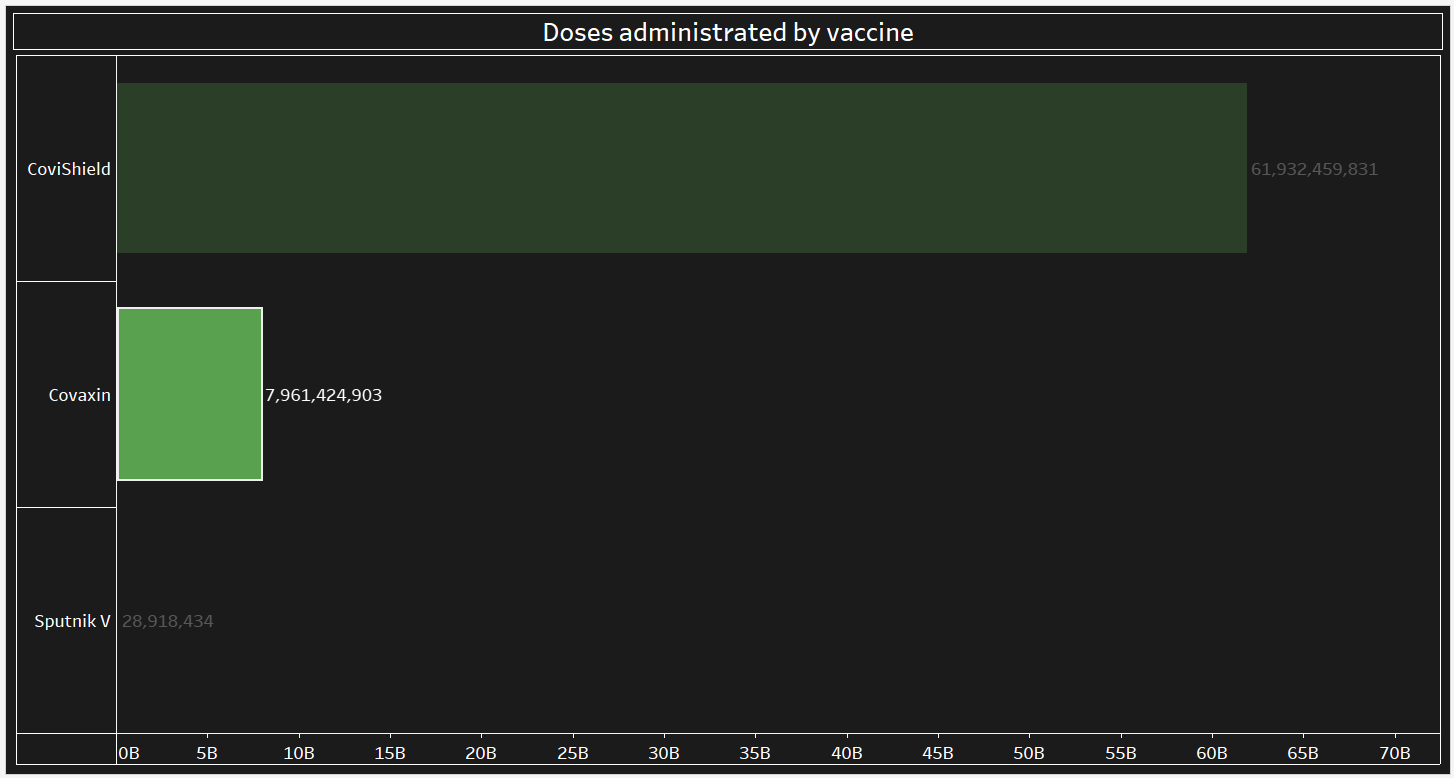 Doses administrated by vaccine
CoviShield
61,932,459,831
Covaxin
7,961,424,903
Sputnik V
28,918,434
0B 5B 10B 15B 20B 25B 30B 35B 40B 45B 50B 55B 60B 65B 70B